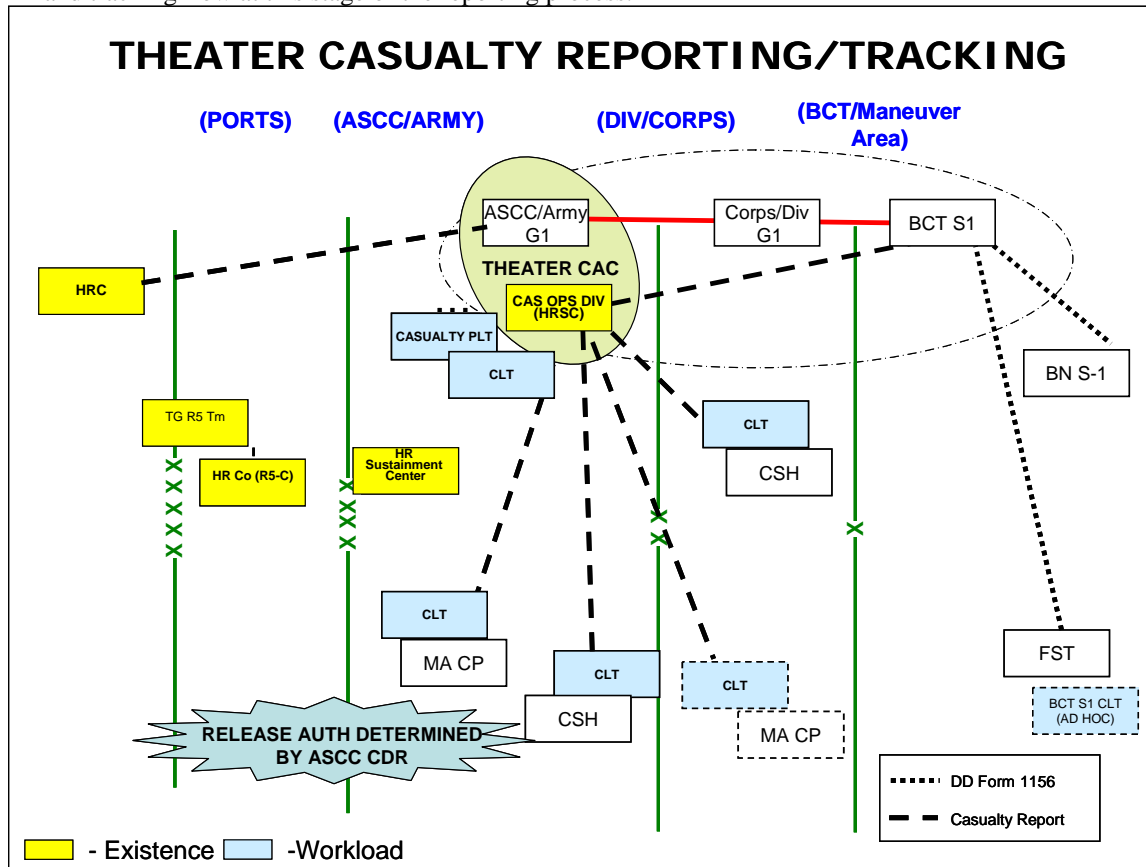 THEATER CASUALTY REPORTING/TRACKING
(PORTS)
(ASCC/ARMY)
(DIV/CORPS)
(BCT/Maneuver
Area)
ASCC/Army
G1
Corps/Div
G1
BCT S1
THEATER CAC
HRC
CAS OPS DIV
(HRSC)
CASUALTY PLT
CLT
BN S-1
TG R5 Tm
HR Co (R5-C)
HR
Sustainment
Center
CLT
CSH
X
X
X
X
X
X
X
X
X
X
X
X
CLT
MA CP
CLT
CSH
CLT
MA CP
FST
BCT S1 CLT
(AD HOC)
RELEASE AUTH DETERMINED
BY ASCC CDR
DD Form 1156
Casualty Report
- Existence
-Workload